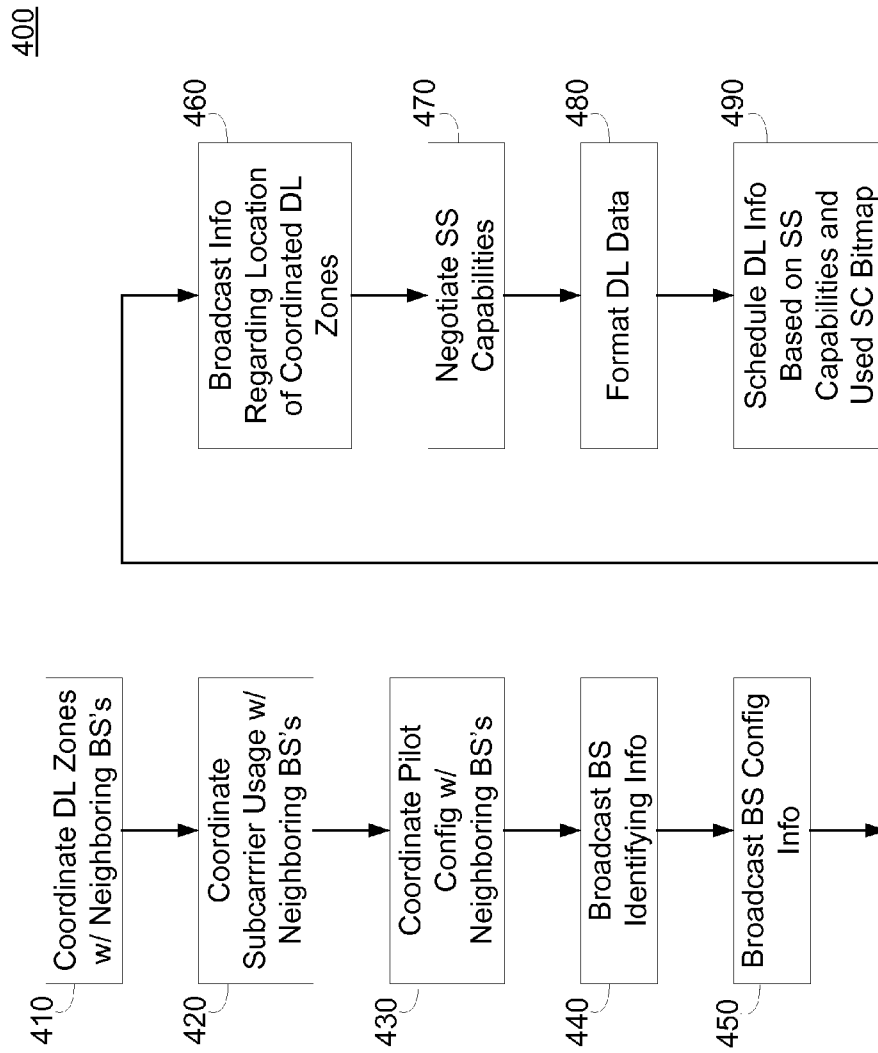 400
410
Coordinate DL Zones
w/ Neighboring BS's
420
Coordinate
Subcarrrier Usage w/
Neighboring BS's
430
Coordinate Pilot
Config w/
Neighboring BS's
440
Broadcast BS
Identifying Info
450
Broadcast BS Config
Info
460
Broadcast Info
Regarding Location
of Coordinated DL
Zones
470
Negotiate SS
Capabilities
480
Format DL Data
490
Schedule DL Info
Based on SS
Capabilities and
Used SC Bitmap